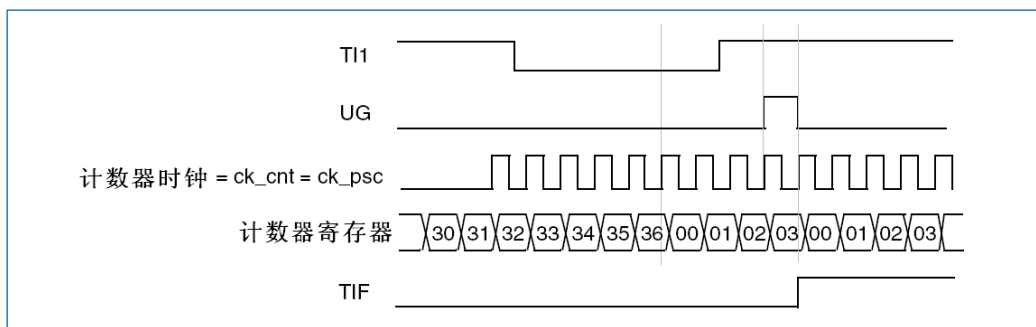 TI1
UG
计数器时钟 = ck_cnt = ck_psc
计数器寄存器 30 31 32 33 34 35 36 00 01 02 03 00 01 02 03
TIF